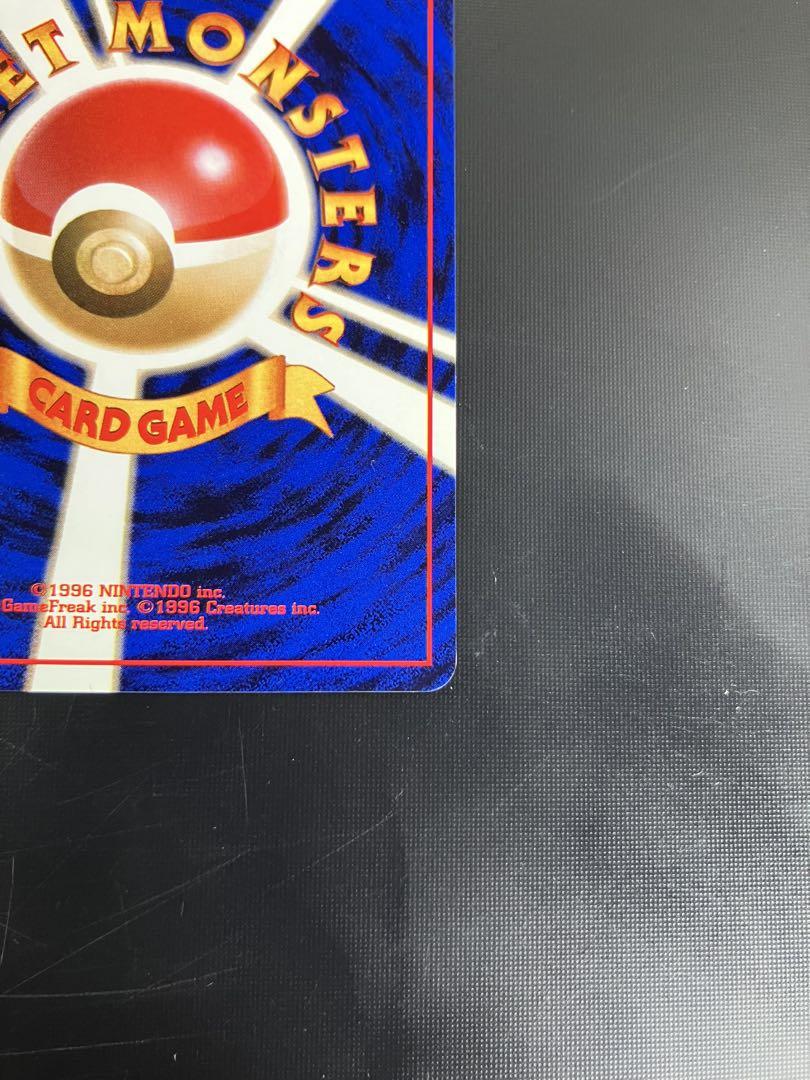 ET MONSTERS
CARD GAME
©1996 NINTENDO inc.
GameFreak inc. ©1996 Creatures inc.
All Rights reserved.